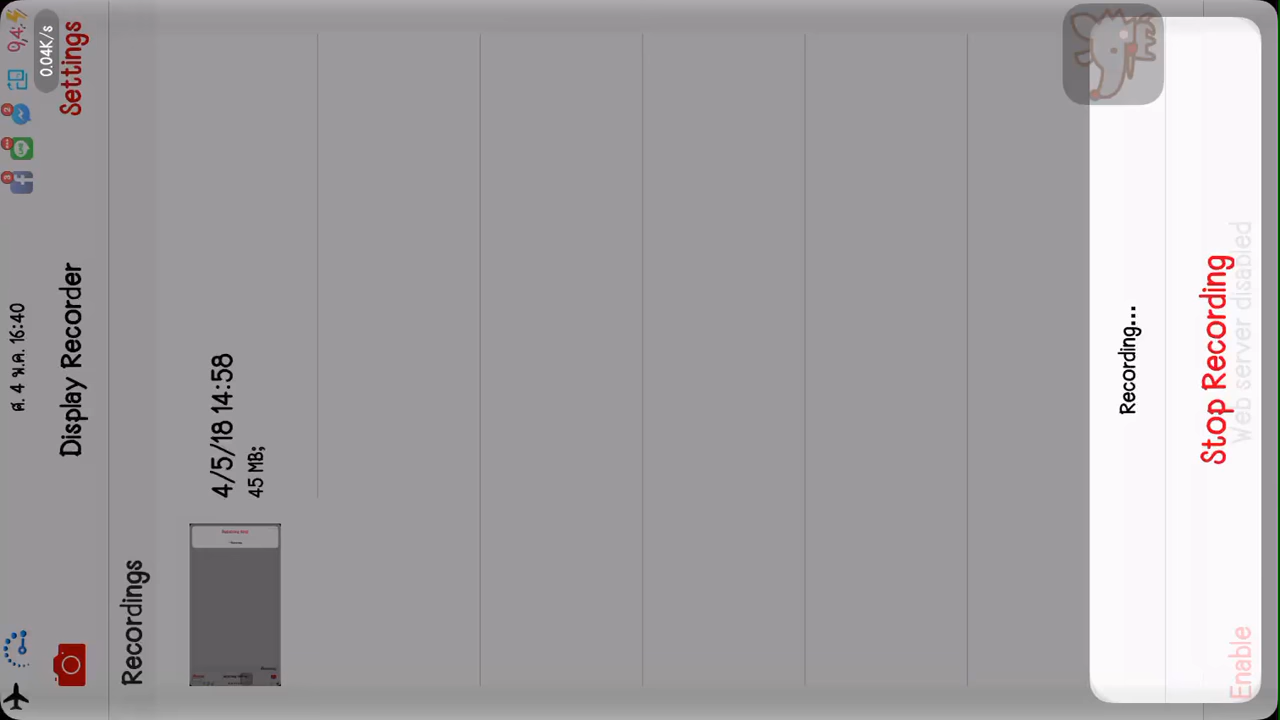 ศ. 4 พ.ค. 16:40
0.04K/s
Display Recorder
Settings
Recordings
4/5/18 14:58
45 MB;
Recording...
Stop Recording
Web server disabled
Enable